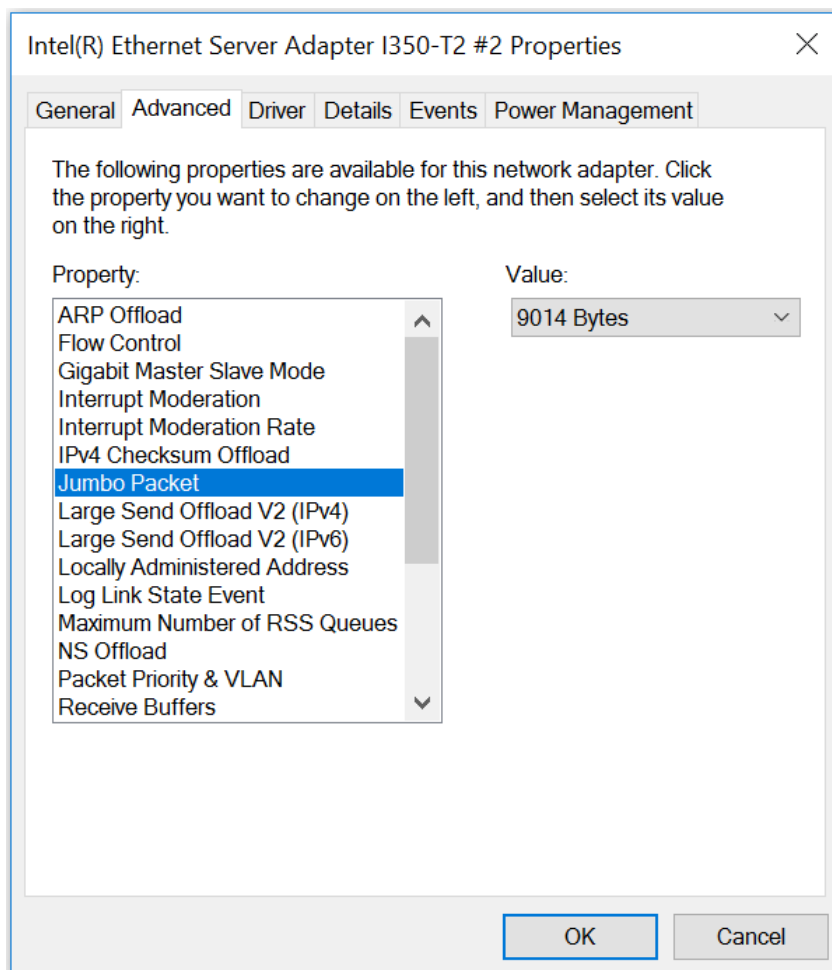 Intel(R) Ethernet Server Adapter I350-T2 #2 Properties
General Advanced Driver Details Events Power Management
The following properties are available for this network adapter. Click
the property you want to change on the left, and then select its value
on the right.
Property:
Value:
ARP Offload
9014 Bytes
Flow Control
Gigabit Master Slave Mode
Interrupt Moderation
Interrupt Moderation Rate
IPv4 Checksum Offload
Jumbo Packet
Large Send Offload V2 (IPv4)
Large Send Offload V2 (IPv6)
Locally Administered Address
Log Link State Event
Maximum Number of RSS Queues
NS Offload
Packet Priority & VLAN
Receive Buffers
OK
Cancel